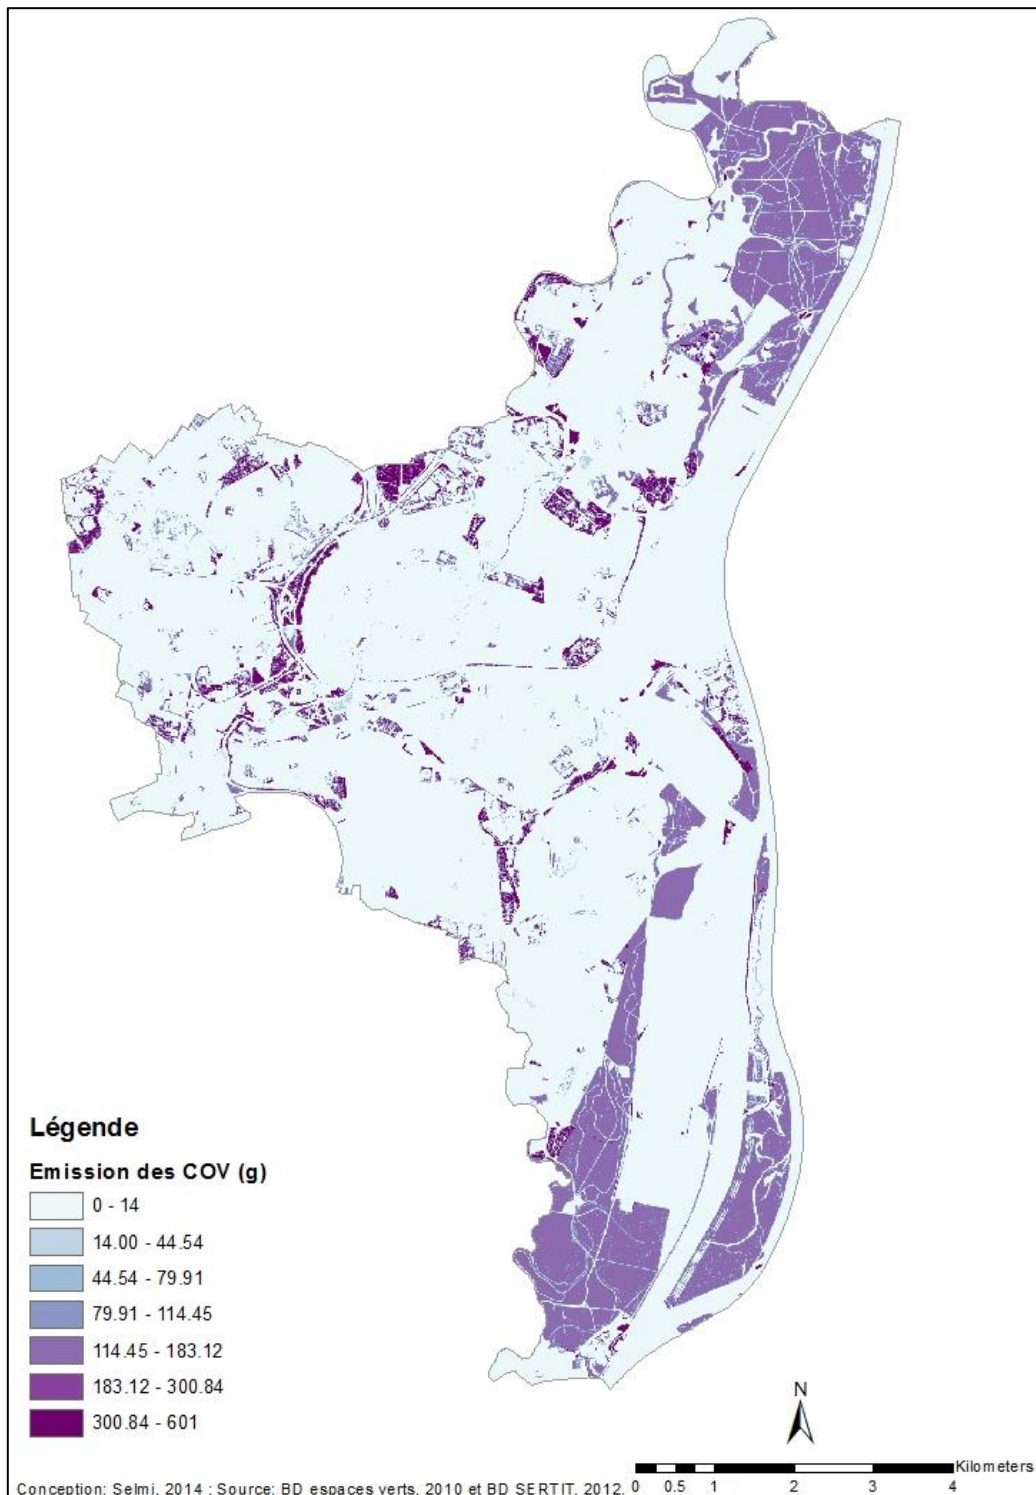 Légende
Emission des COV (g)
0 - 14
14.00 - 44.54
44.54 - 79.91
79.91 - 114.45
114.45 - 183.12
183.12 - 300.84
300.84 - 601
N
Kilometers
0 0.5 1 2 3 4
Conception: Selmi, 2014 ; Source: BD espaces verts, 2010 et BD SERTIT, 2012.